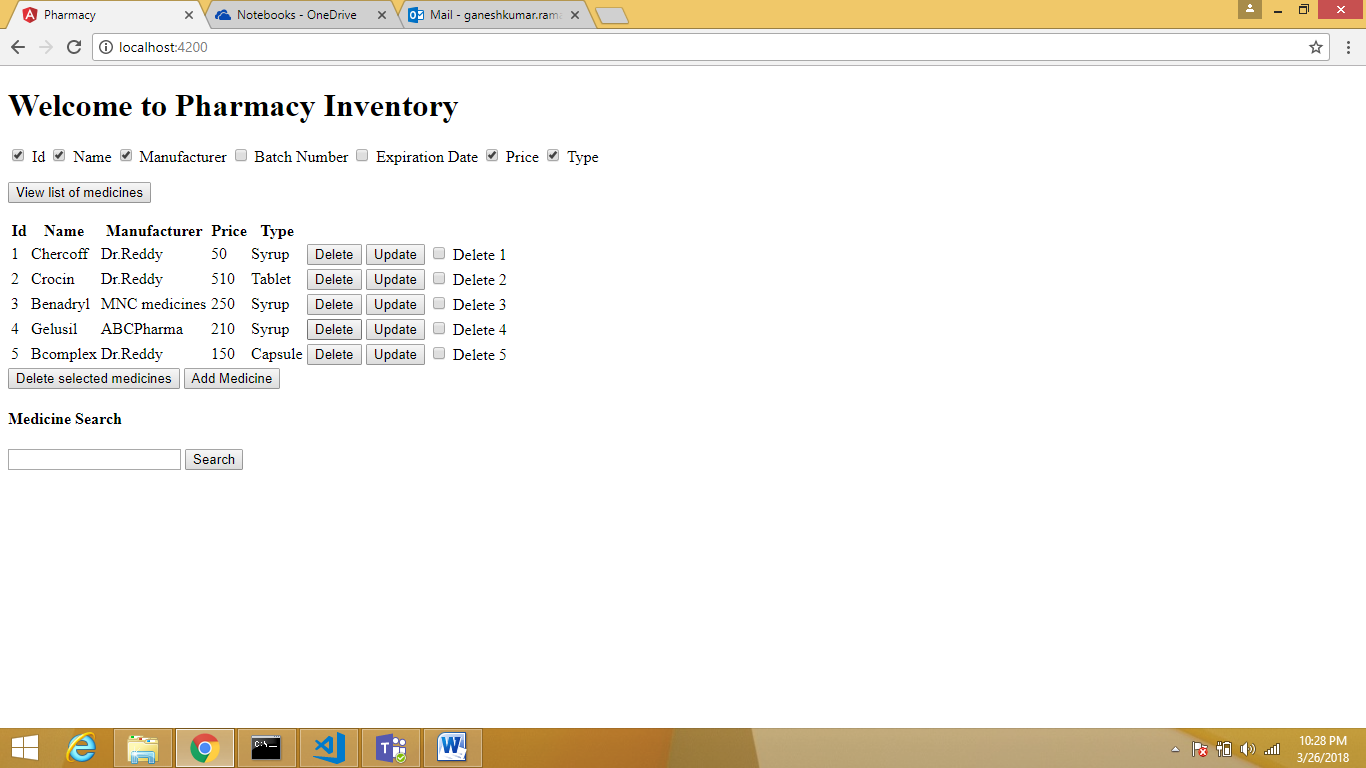 Pharmacy Notebooks - OneDrive Mail - ganeshkumar.rama
localhost:4200
Welcome to Pharmacy Inventory
Id Name Manufacturer Batch Number Expiration Date Price Type
View list of medicines
Id Name Manufacturer Price Type
1 Chercoff Dr.Reddy 50 Syrup Delete Update Delete 1
2 Crocin Dr.Reddy 510 Tablet Delete Update Delete 2
3 Benadryl MNC medicines 250 Syrup Delete Update Delete 3
4 Gelusil ABCPharma 210 Syrup Delete Update Delete 4
5 Bcomplex Dr.Reddy 150 Capsule Delete Update Delete 5
Delete selected medicines Add Medicine
Medicine Search
Search
10:28 PM
3/26/2018